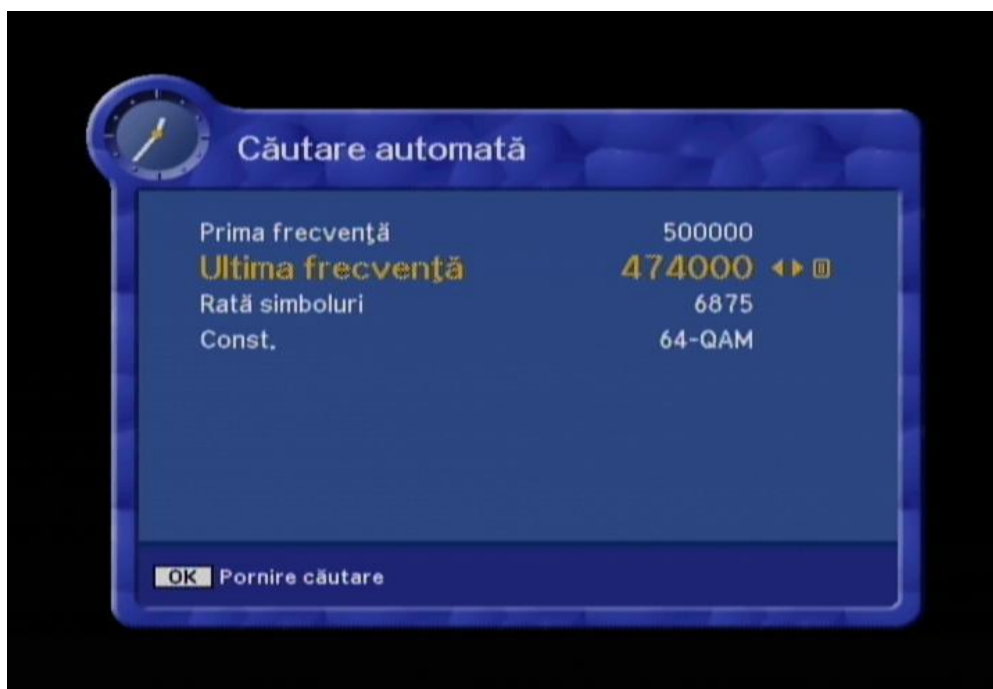 Căutare automată
Prima frecvenţă 500000
Ultima frecvenţă 474000
Rată simboluri 6875
Const. 64-QAM
OK Pornire căutare